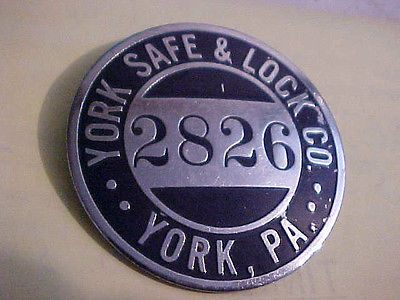 YORK SAFE & LOCK CO.
2826
YORK, PA.